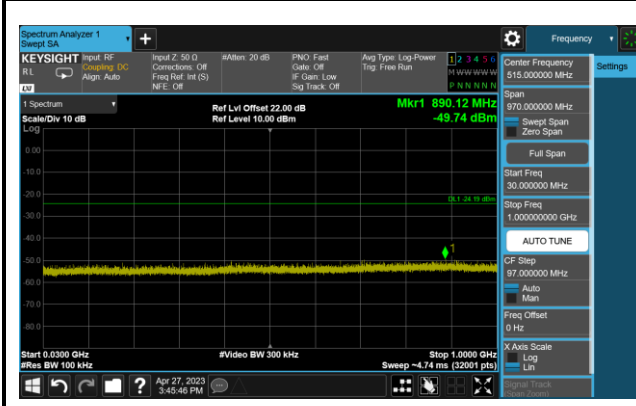 Spectrum Analyzer 1
Swept SA
Frequency
KEYSIGHT
RL
LXI
Input: RF
Coupling: DC
Align: Auto
Input Z: 50 Ω
Corrections: Off
Freq Ref: Int (S)
NFE: Off
#Atten: 20 dB
PNO: Fast
Gate: Off
IF Gain: Low
Sig Track: Off
Avg Type: Log-Power
Trig: Free Run
1 2 3 4 5 6
M W W W W W
P N N N N N
Center Frequency
515.000000 MHz
Settings
Span
970.000000 MHz
Swept Span
Zero Span
Full Span
Start Freq
30.000000 MHz
Stop Freq
1.000000000 GHz
AUTO TUNE
CF Step
97.000000 MHz
Auto
Man
Freq Offset
0 Hz
X Axis Scale
Log
Lin
Signal Track
(Span Zoom)
1 Spectrum
Scale/Div 10 dB
Log
Ref Lvl Offset 22.00 dB
Ref Level 10.00 dBm
Mkr1 890.12 MHz
-49.74 dBm
0.00
-10.0
-20.0
-30.0
-40.0
-50.0
-60.0
-70.0
-80.0
DL1 -24.19 dBm
1
Start 0.0300 GHz
#Res BW 100 kHz
#Video BW 300 kHz
Stop 1.0000 GHz
Sweep ~4.74 ms (32001 pts)
?
Apr 27, 2023
3:45:46 PM